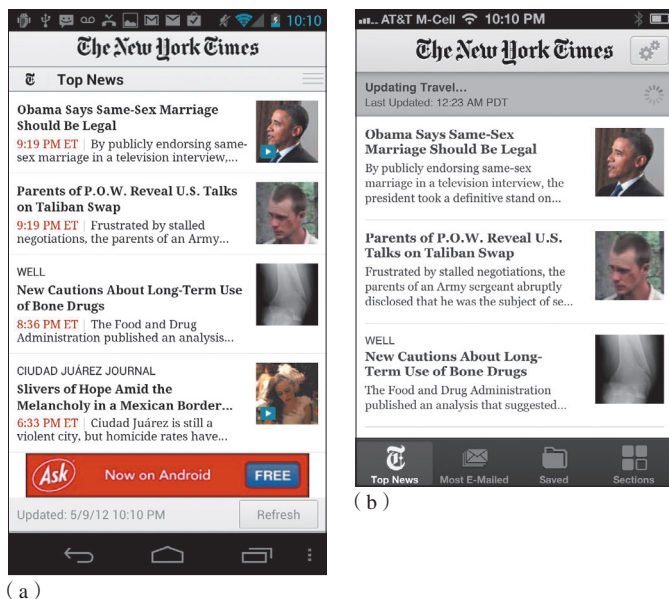 10:10
The New York Times
Top News
Obama Says Same-Sex Marriage
Should Be Legal
9:19 PM ET | By publicly endorsing same-
sex marriage in a television interview,...
Parents of P.O.W. Reveal U.S. Talks
on Taliban Swap
9:19 PM ET | Frustrated by stalled
negotiations, the parents of an Army...
WELL
New Cautions About Long-Term Use
of Bone Drugs
8:36 PM ET | The Food and Drug
Administration published an analysis...
CIUDAD JUÁREZ JOURNAL
Slivers of Hope Amid the
Melancholy in a Mexican Border...
6:33 PM ET | Ciudad Juárez is still a
violent city, but homicide rates have...
Ask Now on Android FREE
Updated: 5/9/12 10:10 PM Refresh
(a)
AT&T M-Cell 10:10 PM
The New York Times
Updating Travel...
Last Updated: 12:23 AM PDT
Obama Says Same-Sex
Marriage Should Be Legal
By publicly endorsing same-sex
marriage in a television interview, the
president took a definitive stand on...
Parents of P.O.W. Reveal U.S.
Talks on Taliban Swap
Frustrated by stalled negotiations, the
parents of an Army sergeant abruptly
disclosed that he was the subject of se...
WELL
New Cautions About Long-
Term Use of Bone Drugs
The Food and Drug Administration
published an analysis that suggested...
Top News Most E-Mailed Saved Sections
(b)